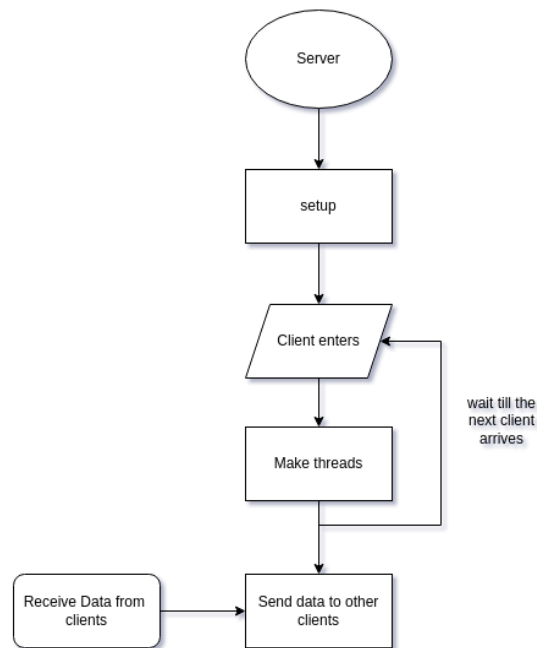 Server
setup
Client enters
wait till the
next client
arrives
Make threads
Receive Data from
clients
Send data to other
clients